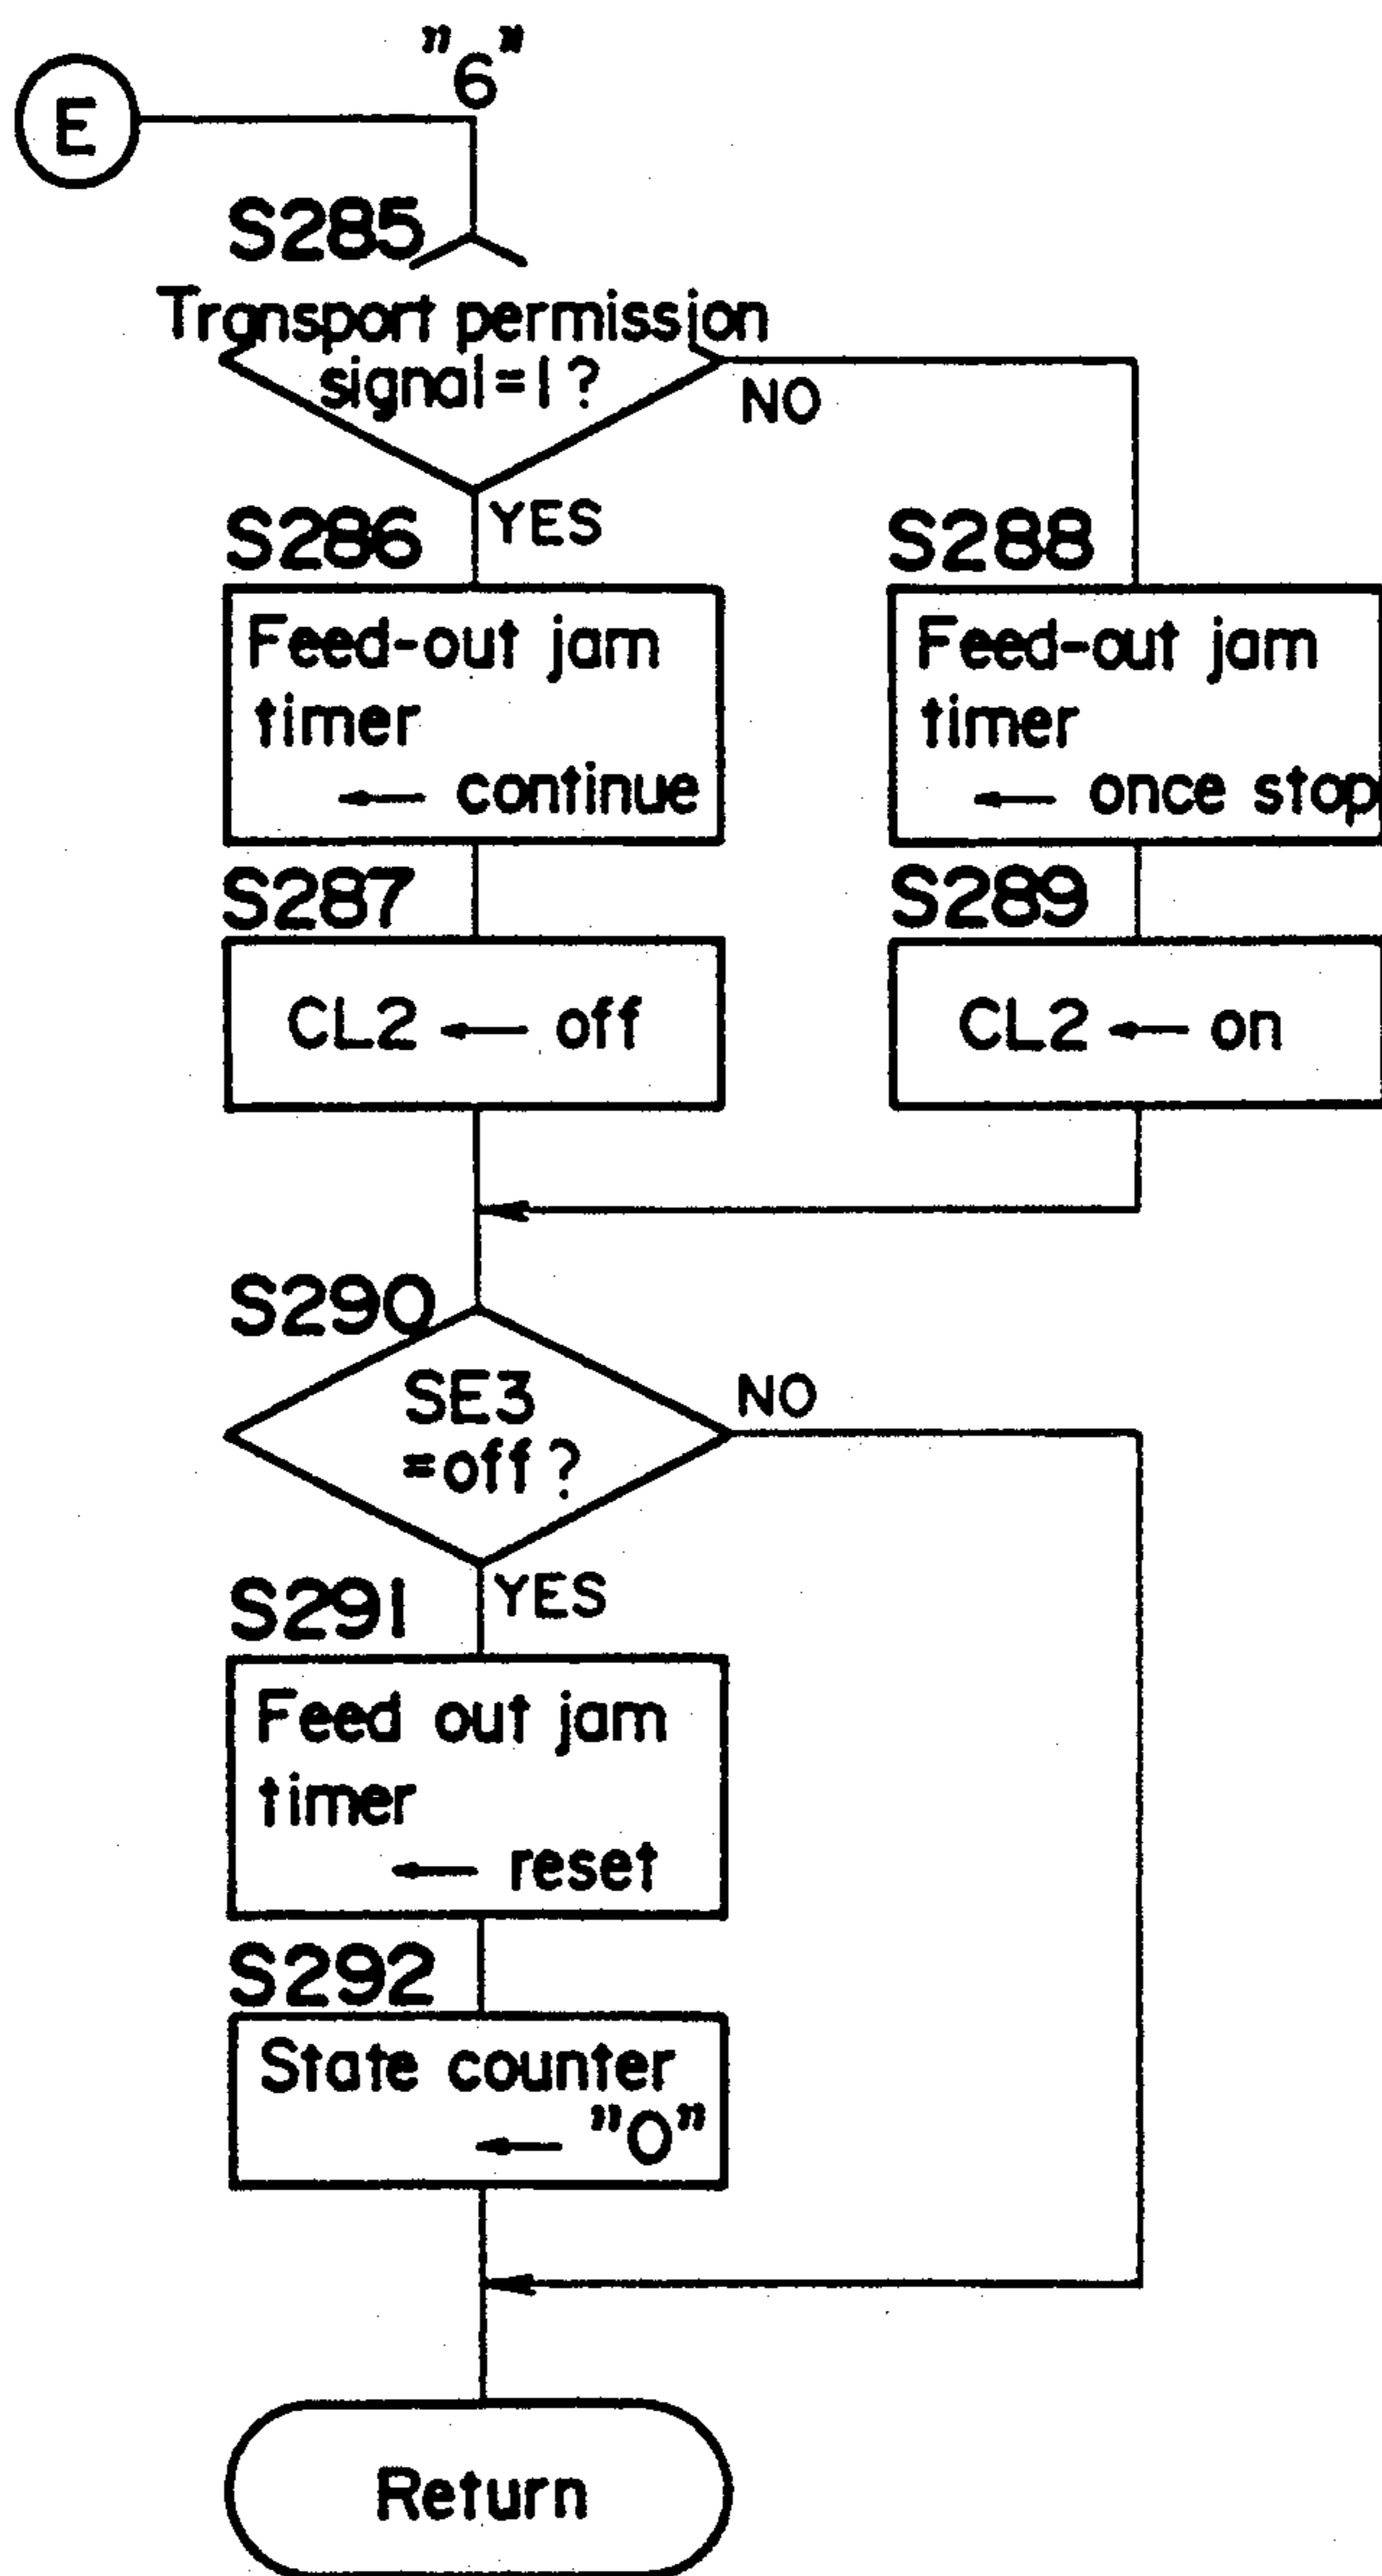 "6"
E
S285
Transport permission
signal=1?
NO
YES
S286
Feed-out jam
timer
← continue
S288
Feed-out jam
timer
← once stop
S287
CL2 ← off
S289
CL2 ← on
S290
SE3
=off?
NO
YES
S291
Feed out jam
timer
← reset
S292
State counter
← "0"
Return